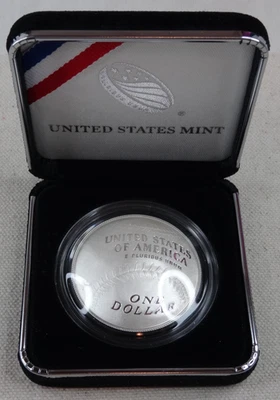 UNITED STATES MINT
UNITED STATES
OF AMERICA
E PLURIBUS UNUM
ONE
DOLLAR